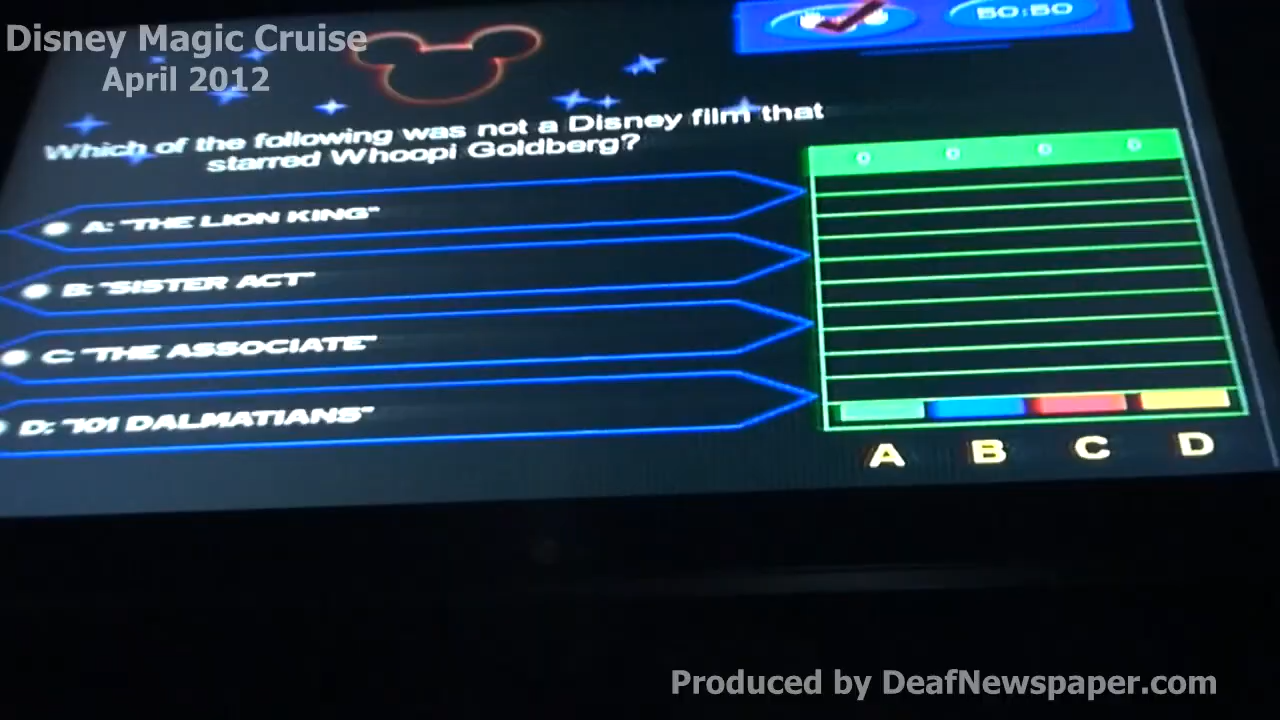 Disney Magic Cruise
April 2012
50:50
Which of the following was not a Disney film that
starred Whoopi Goldberg?
A: "THE LION KING"
B: "SISTER ACT"
C: "THE ASSOCIATE"
D: "101 DALMATIANS"
0 0 0 0
A B C D
Produced by DeafNewspaper.com